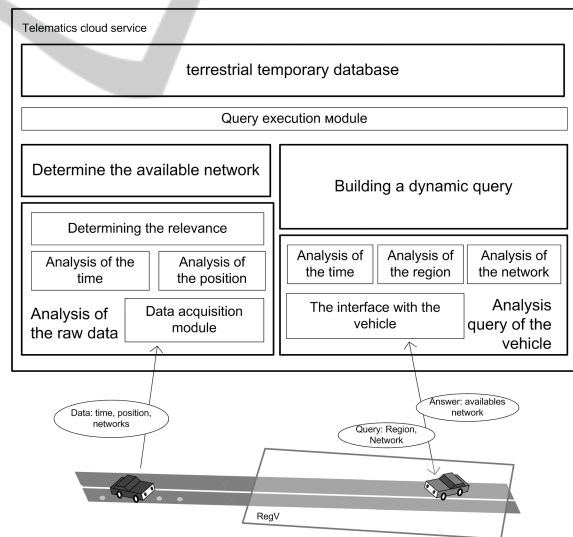 Telematics cloud service
terrestrial temporary database
Query execution мodule
Determine the available network
Building a dynamic query
Determining the relevance
Analysis of the
time
Analysis of
the position
Analysis of
the raw data
Data acquisition
module
Analysis of
the time
Analysis of
the region
Analysis of
the network
The interface with the
vehicle
Analysis
query of the
vehicle
Data: time, position,
networks
Answer: availables
network
Query: Region,
Network
RegV